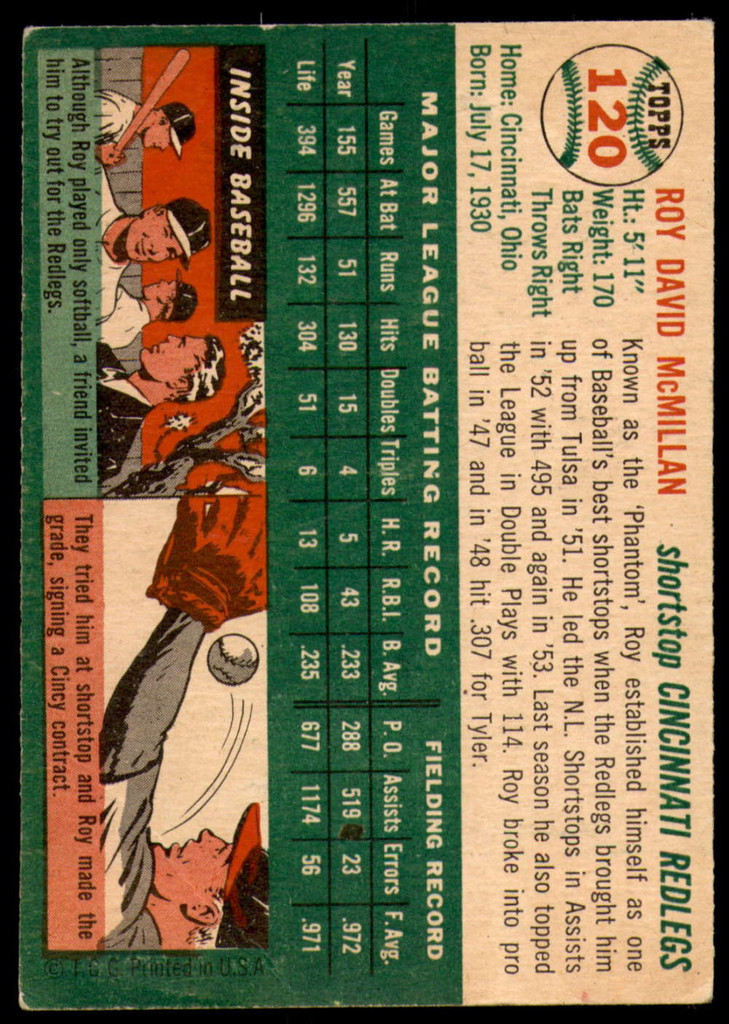 TOPPS
120
ROY DAVID McMILLAN shortstop CINCINNATI REDLEGS
Ht.: 5' 11"
Weight: 170
Bats Right
Throws Right
Home: Cincinnati, Ohio
Born: July 17, 1930
Known as the 'Phantom', Roy established himself as one
of Baseball's best shortstops when the Redlegs brought him
up from Tulsa in '51. He led the N.L. Shortstops in Assists
in '52 with 495 and again in '53. Last season he also topped
the League in Double Plays with 114. Roy broke into pro
ball in '47 and in '48 hit .307 for Tyler.
MAJOR LEAGUE BATTING RECORD FIELDING RECORD
Games At Bat Runs Hits Doubles Triples H.R. R.B.I. B. Avg. P. O. Assists Errors F. Avg.
Year 155 557 51 130 15 4 5 43 .233 288 519 23 .972
Life 394 1296 132 304 51 6 13 108 .235 677 1174 56 .971
INSIDE BASEBALL
Although Roy played only softball, a friend invited
him to try out for the Redlegs.
They tried him at shortstop and Roy made the
grade, signing a Cincy contract.
© T. C. G. Printed in U.S.A.